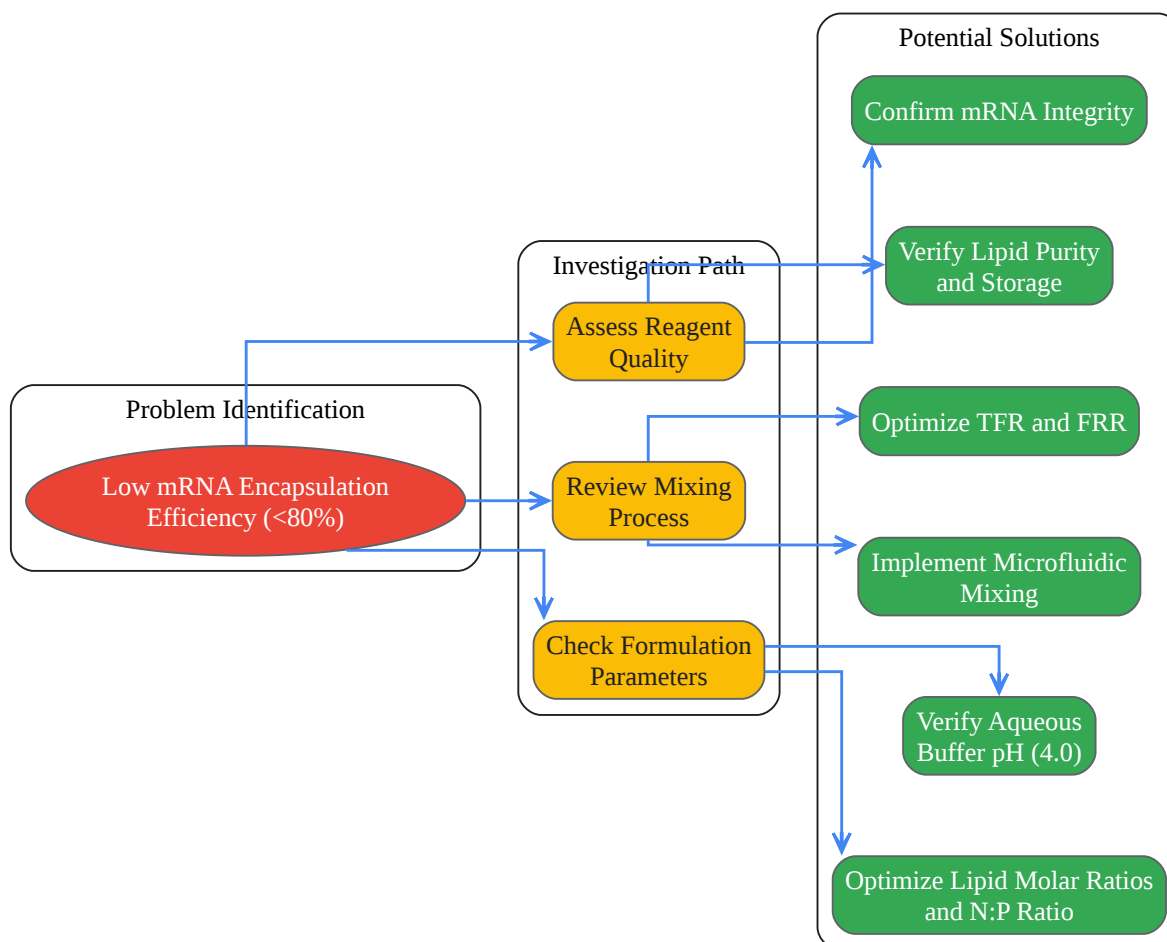 Problem Identification
Low mRNA Encapsulation
Efficiency (<80%)
Investigation Path
Assess Reagent
Quality
Review Mixing
Process
Check Formulation
Parameters
Potential Solutions
Confirm mRNA Integrity
Verify Lipid Purity
and Storage
Optimize TFR and FRR
Implement Microfluidic
Mixing
Verify Aqueous
Buffer pH (4.0)
Optimize Lipid Molar Ratios
and N:P Ratio